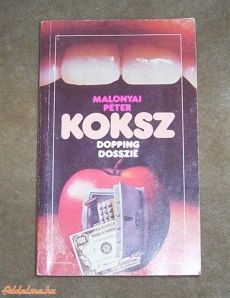 MALONYAI
PÉTER
KOKSZ
DOPPING
DOSSZIÉ